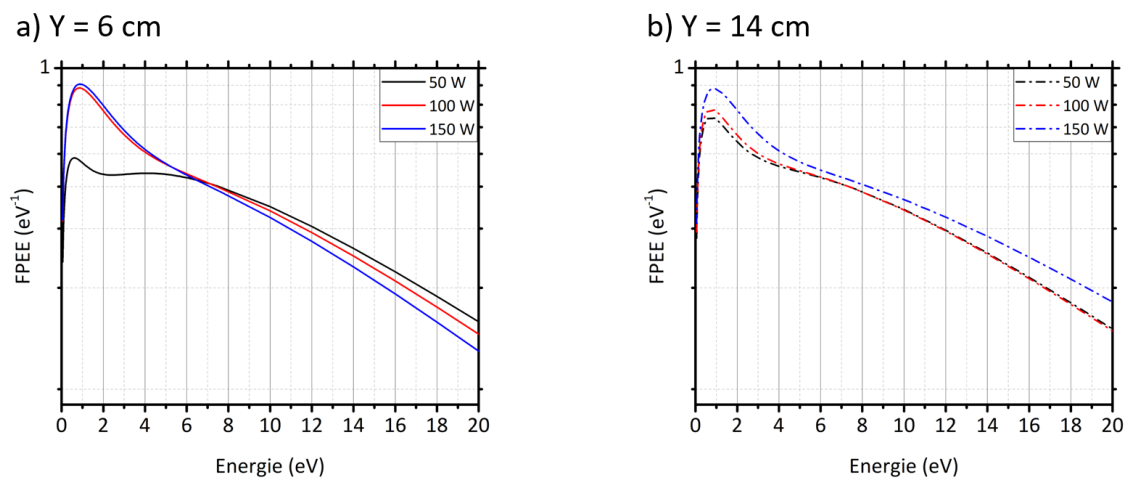 a) Y = 6 cm
1
FPEE (eV⁻¹)
50 W
100 W
150 W
0 2 4 6 8 10 12 14 16 18 20
Energie (eV)
b) Y = 14 cm
1
FPEE (eV⁻¹)
50 W
100 W
150 W
0 2 4 6 8 10 12 14 16 18 20
Energie (eV)